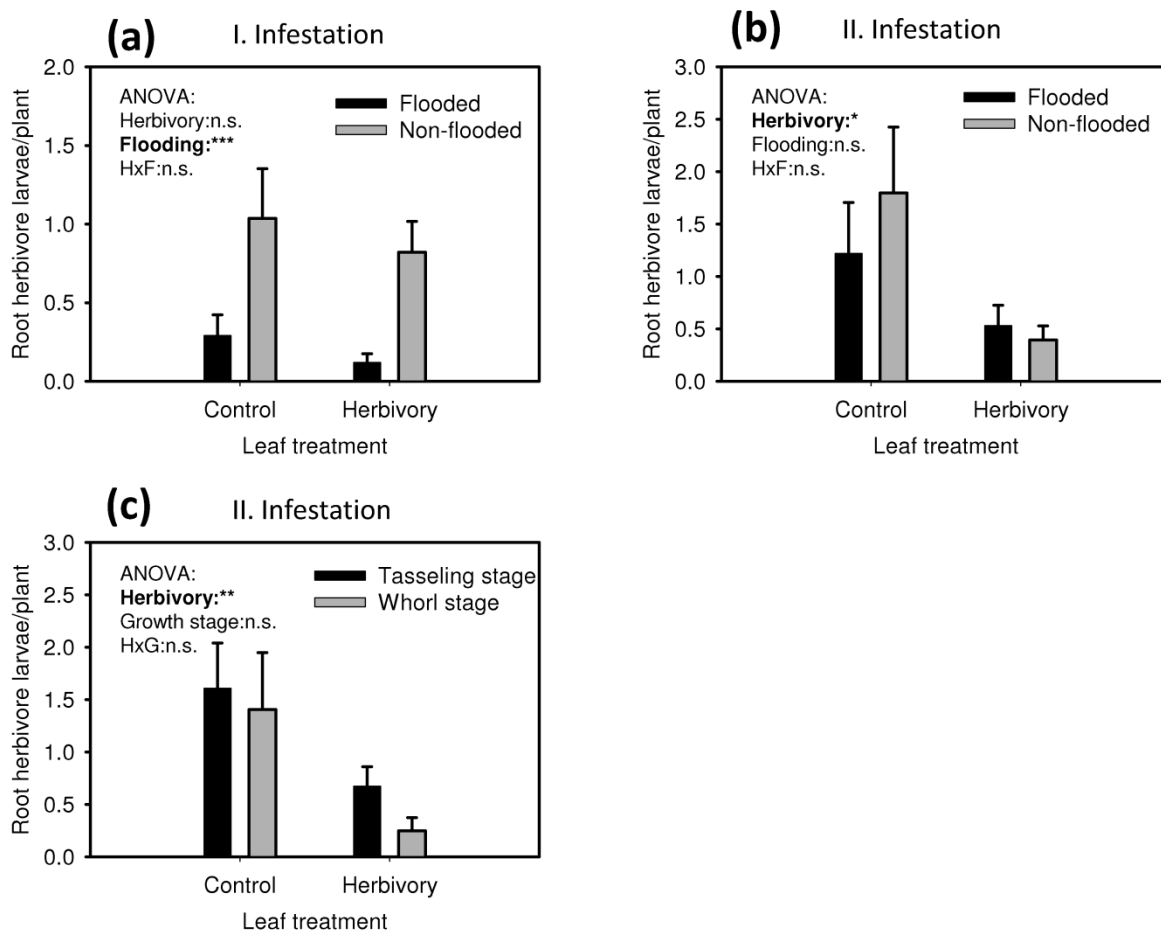 (a) I. Infestation
2.0
1.5
1.0
0.5
0.0
Root herbivore larvae/plant
ANOVA:
Herbivory:n.s.
Flooding:***
HxF:n.s.
Flooded
Non-flooded
Control Herbivory
Leaf treatment
(b) II. Infestation
3.0
2.5
2.0
1.5
1.0
0.5
0.0
Root herbivore larvae/plant
ANOVA:
Herbivory:*
Flooding:n.s.
HxF:n.s.
Flooded
Non-flooded
Control Herbivory
Leaf treatment
(c) II. Infestation
3.0
2.5
2.0
1.5
1.0
0.5
0.0
Root herbivore larvae/plant
ANOVA:
Herbivory:**
Growth stage:n.s.
HxG:n.s.
Tasseling stage
Whorl stage
Control Herbivory
Leaf treatment